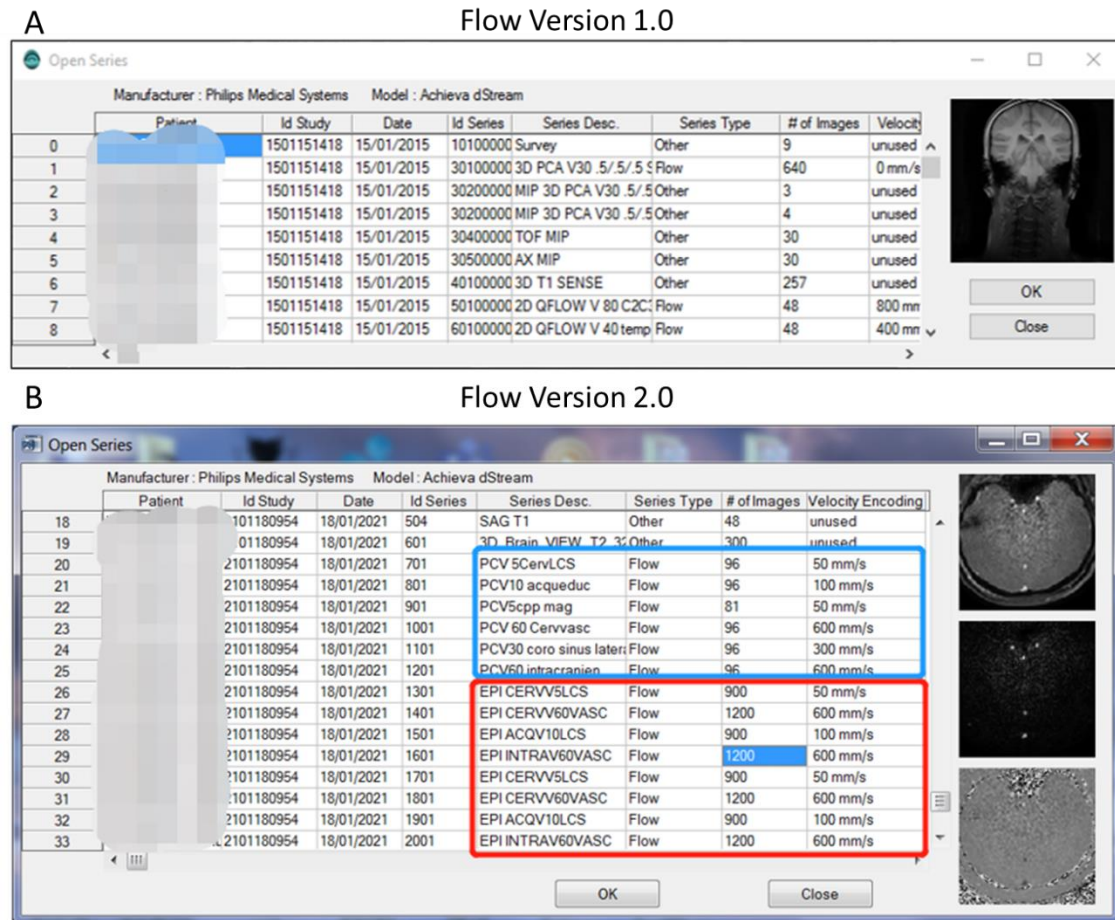 A
Flow Version 1.0
Open Series
Manufacturer : Philips Medical Systems Model : Achieva dStream
Patient Id Study Date Id Series Series Desc. Series Type # of Images Velocity
0 1501151418 15/01/2015 10100000 Survey Other 9 unused
1 1501151418 15/01/2015 30100000 3D PCA V30 .5/.5/.5 S Flow 640 0 mm/s
2 1501151418 15/01/2015 30200000 MIP 3D PCA V30 .5/.5 Other 3 unused
3 1501151418 15/01/2015 30200000 MIP 3D PCA V30 .5/.5 Other 4 unused
4 1501151418 15/01/2015 30400000 TOF MIP Other 30 unused
5 1501151418 15/01/2015 30500000 AX MIP Other 30 unused
6 1501151418 15/01/2015 40100000 3D T1 SENSE Other 257 unused
7 1501151418 15/01/2015 50100000 2D QFLOW V 80 C2C3 Flow 48 800 mm
8 1501151418 15/01/2015 60100000 2D QFLOW V 40 temp Flow 48 400 mm
OK
Close
B
Flow Version 2.0
Open Series
Manufacturer : Philips Medical Systems Model : Achieva dStream
Patient Id Study Date Id Series Series Desc. Series Type # of Images Velocity Encoding
18 101180954 18/01/2021 504 SAG T1 Other 48 unused
19 101180954 18/01/2021 601 3D_Brain_VIEW_T2_32 Other 300 unused
20 2101180954 18/01/2021 701 PCV 5CervLCS Flow 96 50 mm/s
21 2101180954 18/01/2021 801 PCV10 acqueduc Flow 96 100 mm/s
22 2101180954 18/01/2021 901 PCV5cpp mag Flow 81 50 mm/s
23 2101180954 18/01/2021 1001 PCV 60 Cervvasc Flow 96 600 mm/s
24 2101180954 18/01/2021 1101 PCV30 coro sinus latera Flow 96 300 mm/s
25 2101180954 18/01/2021 1201 PCV60 intracranien Flow 96 600 mm/s
26 2101180954 18/01/2021 1301 EPI CERVV5LCS Flow 900 50 mm/s
27 2101180954 18/01/2021 1401 EPI CERVV60VASC Flow 1200 600 mm/s
28 2101180954 18/01/2021 1501 EPI ACQV10LCS Flow 900 100 mm/s
29 2101180954 18/01/2021 1601 EPI INTRAV60VASC Flow 1200 600 mm/s
30 2101180954 18/01/2021 1701 EPI CERVV5LCS Flow 900 50 mm/s
31 2101180954 18/01/2021 1801 EPI CERVV60VASC Flow 1200 600 mm/s
32 2101180954 18/01/2021 1901 EPI ACQV10LCS Flow 900 100 mm/s
33 2101180954 18/01/2021 2001 EPI INTRAV60VASC Flow 1200 600 mm/s
OK Close